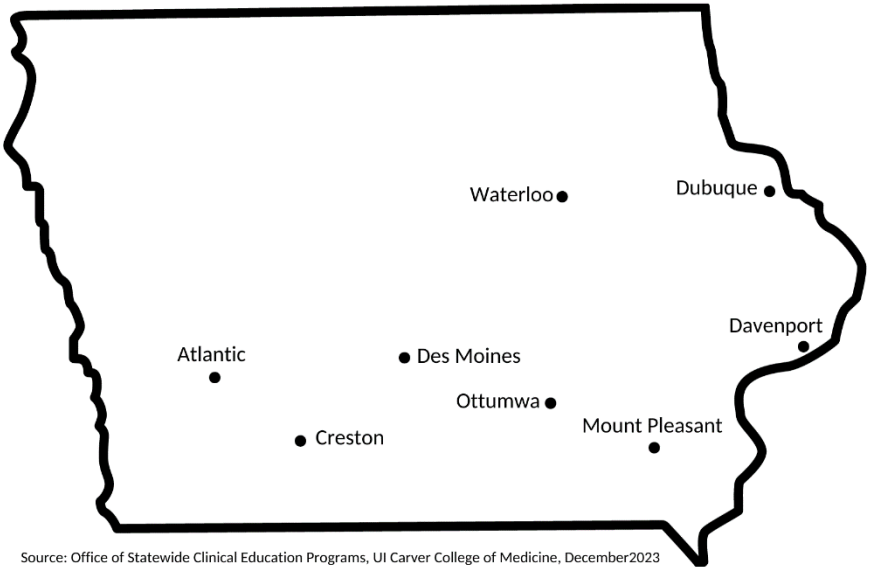 Waterloo
Dubuque
Davenport
Atlantic
Des Moines
Ottumwa
Mount Pleasant
Creston
Source: Office of Statewide Clinical Education Programs, UI Carver College of Medicine, December2023